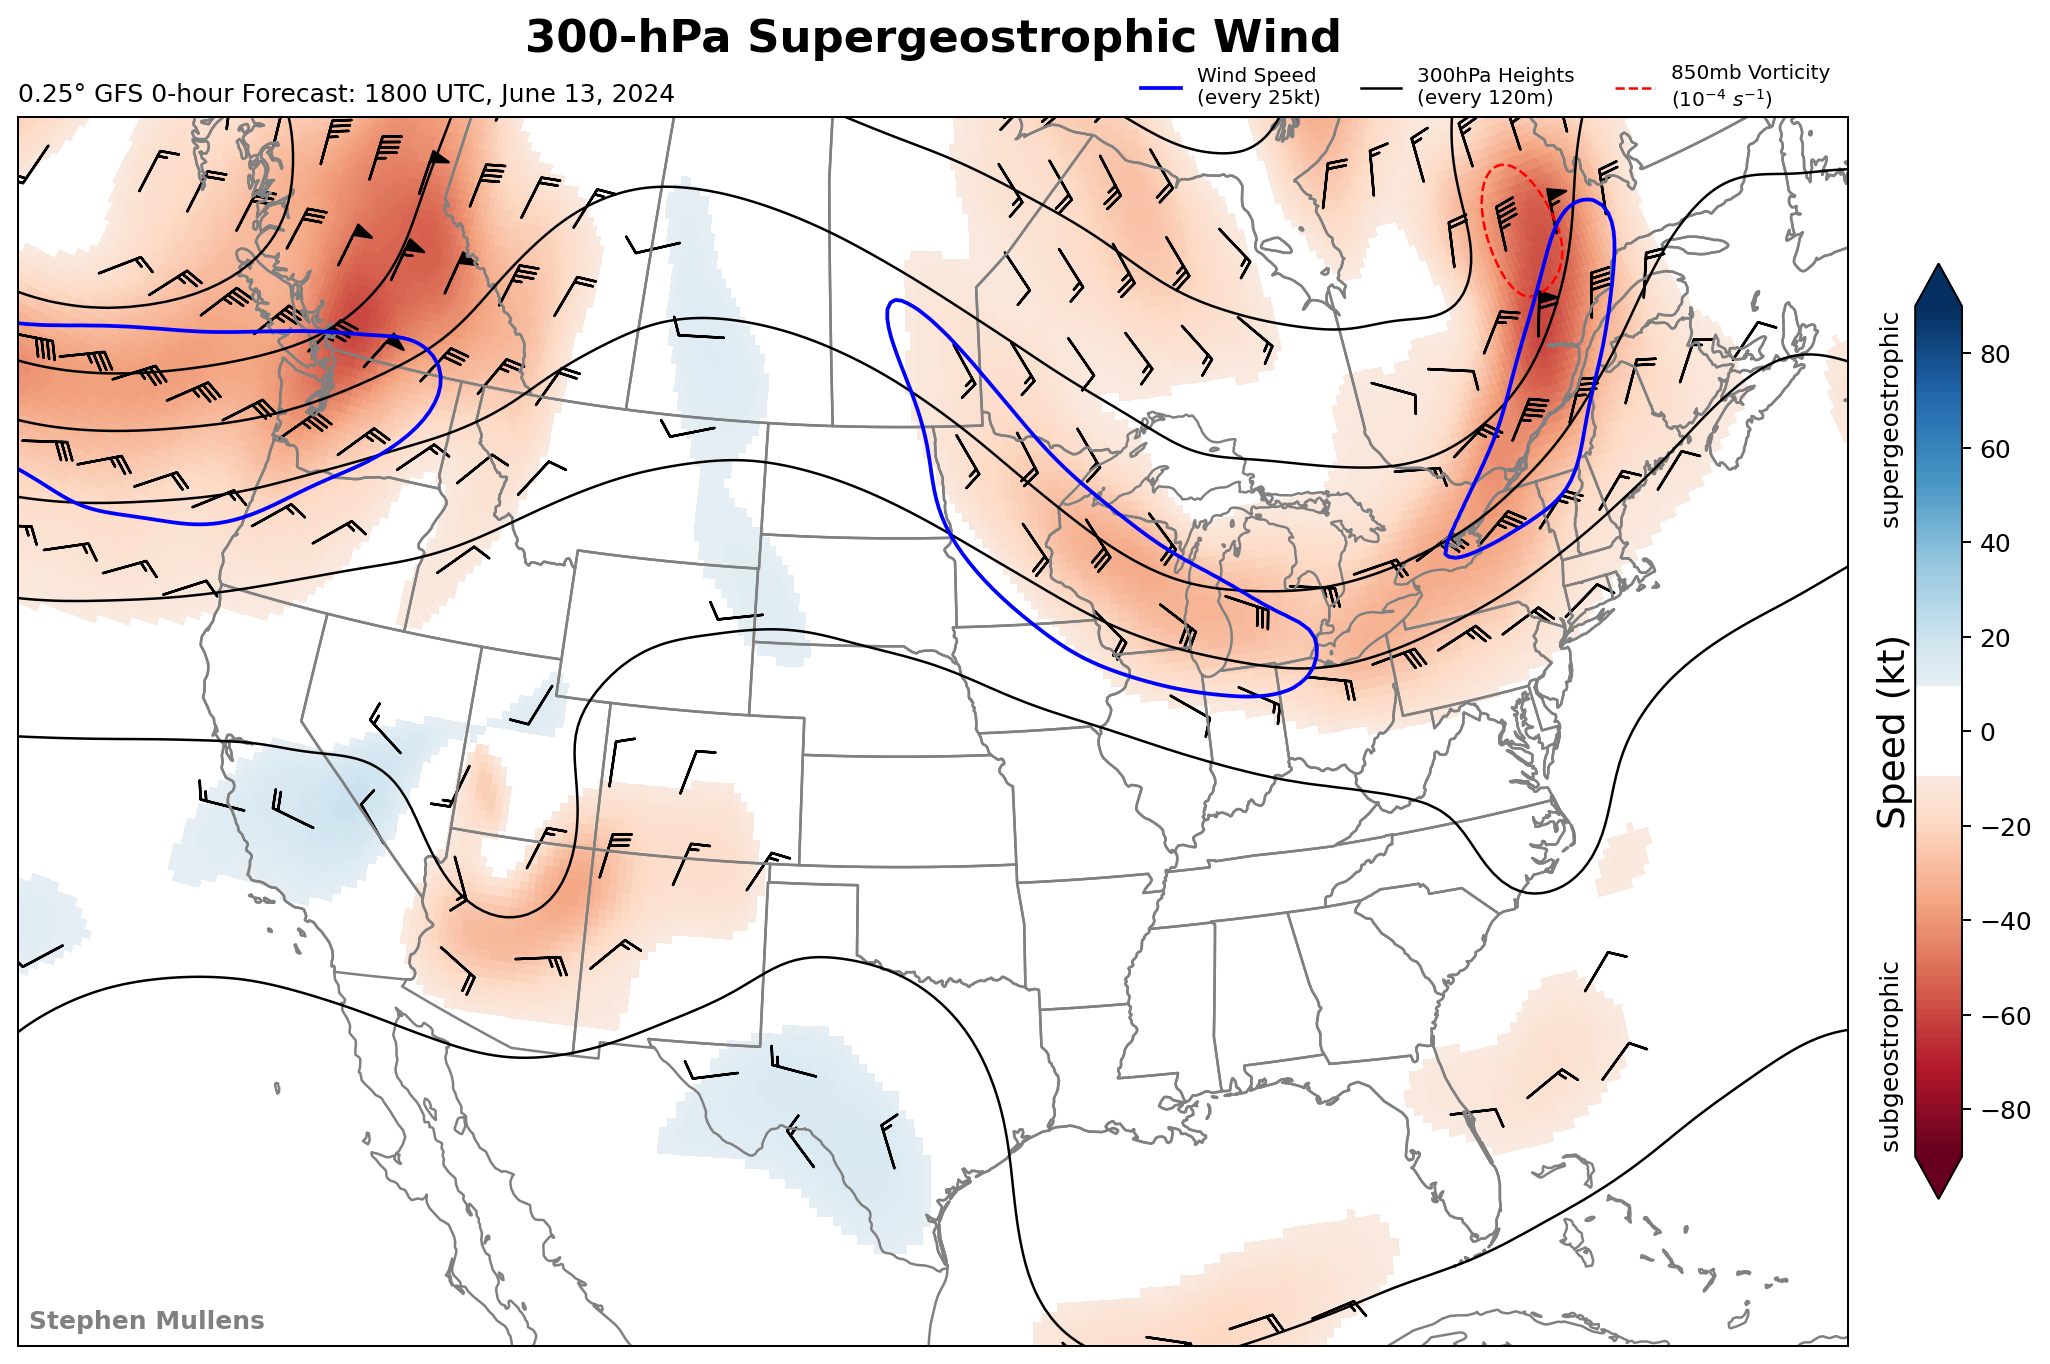 300-hPa Supergeostrophic Wind
0.25° GFS 0-hour Forecast: 1800 UTC, June 13, 2024
Wind Speed
(every 25kt)
300hPa Heights
(every 120m)
850mb Vorticity
(10⁻⁴ s⁻¹)
supergeostrophic
Speed (kt)
subgeostrophic
80
60
40
20
0
−20
−40
−60
−80
Stephen Mullens